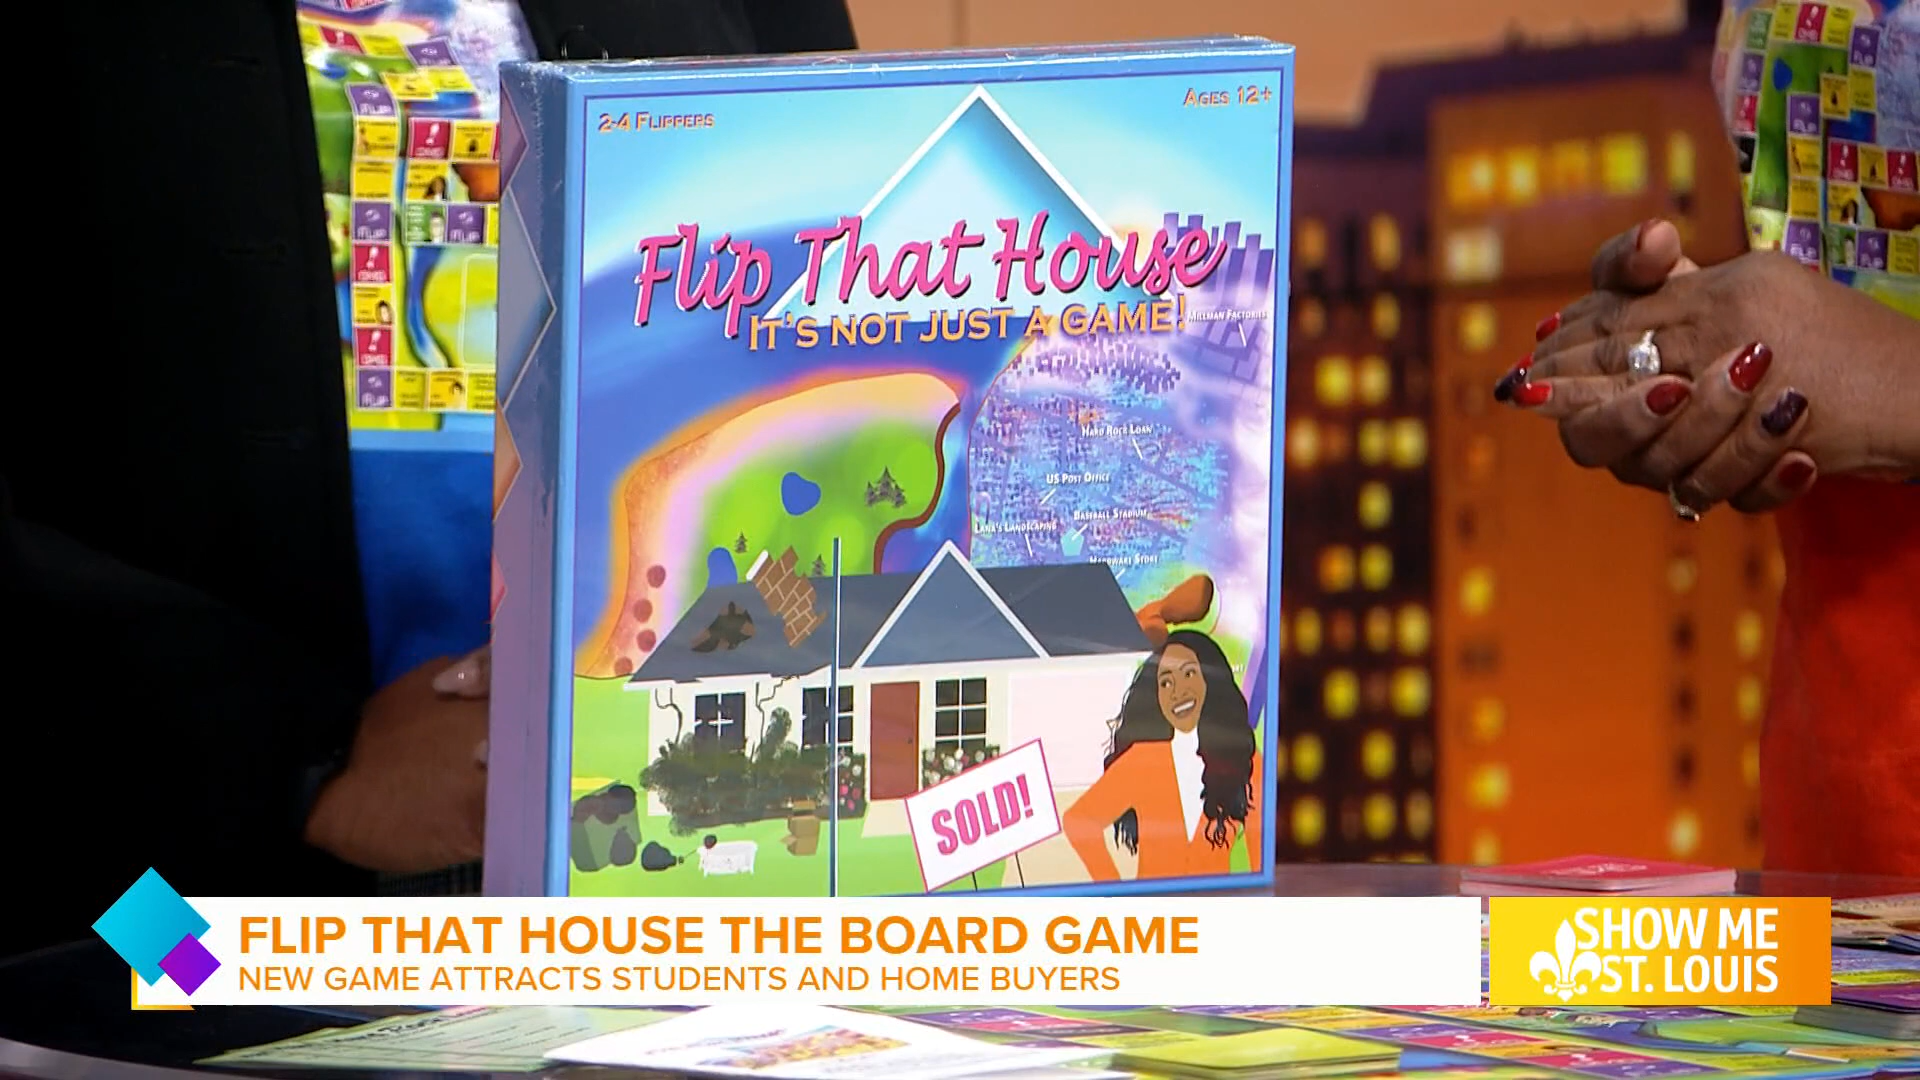 2-4 Flippers
Ages 12+
Flip That House
It's not just a game!
Millman Factories
Hard Rock Loan
US Post Office
Lana's Landscaping
Baseball Stadium
Hardware Store
SOLD!
FLIP THAT HOUSE THE BOARD GAME
NEW GAME ATTRACTS STUDENTS AND HOME BUYERS
SHOW ME
ST. LOUIS